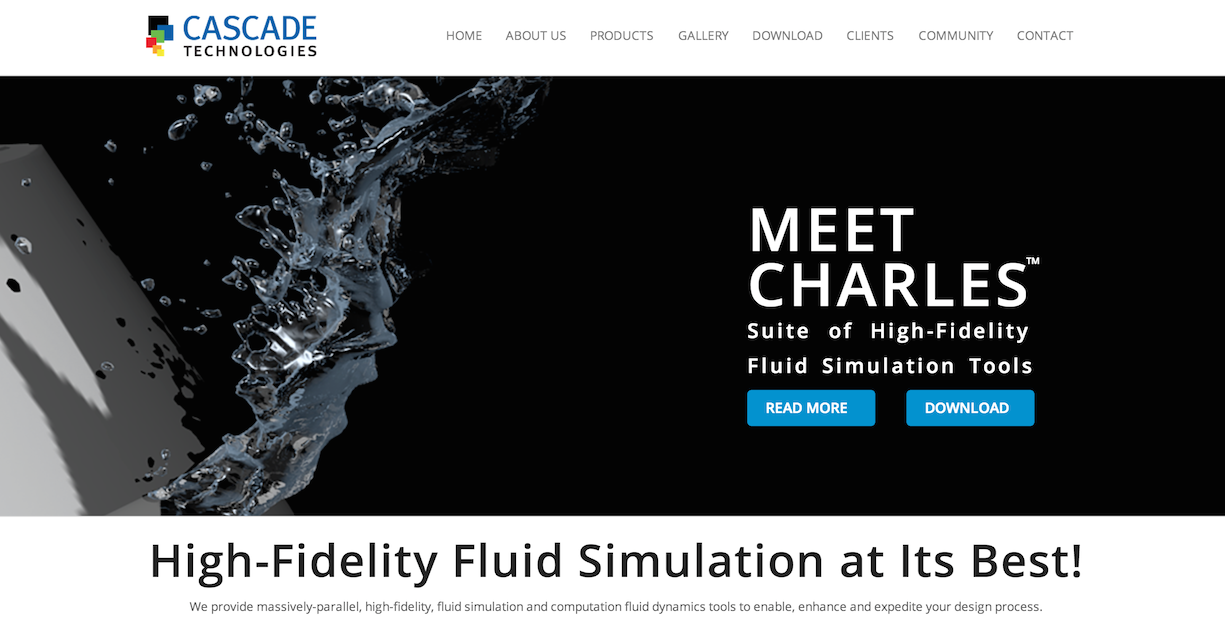 CASCADE
TECHNOLOGIES
HOME ABOUT US PRODUCTS GALLERY DOWNLOAD CLIENTS COMMUNITY CONTACT
MEET
CHARLES™
Suite of High-Fidelity
Fluid Simulation Tools
READ MORE DOWNLOAD
High-Fidelity Fluid Simulation at Its Best!
We provide massively-parallel, high-fidelity, fluid simulation and computation fluid dynamics tools to enable, enhance and expedite your design process.